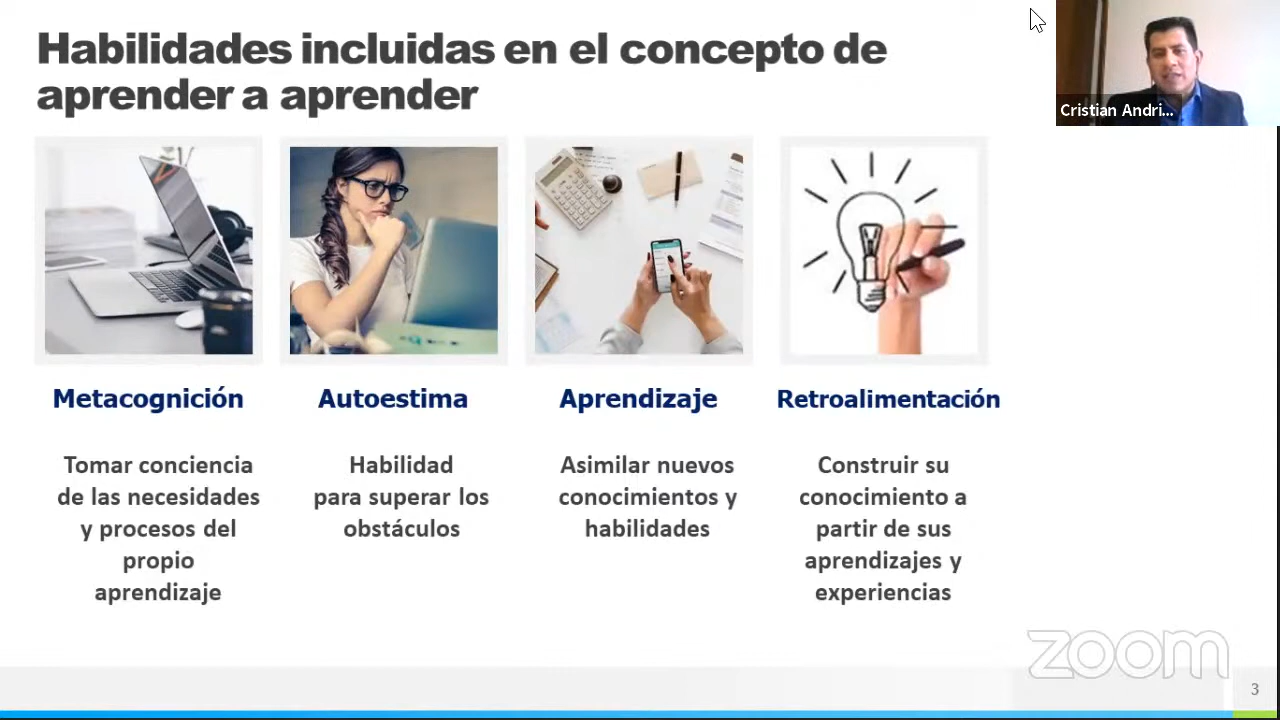 Habilidades incluidas en el concepto de
aprender a aprender
Cristian Andri...
Metacognición
Tomar conciencia
de las necesidades
y procesos del
propio
aprendizaje
Autoestima
Habilidad
para superar los
obstáculos
Aprendizaje
Asimilar nuevos
conocimientos y
habilidades
Retroalimentación
Construir su
conocimiento a
partir de sus
aprendizajes y
experiencias
zoom
3